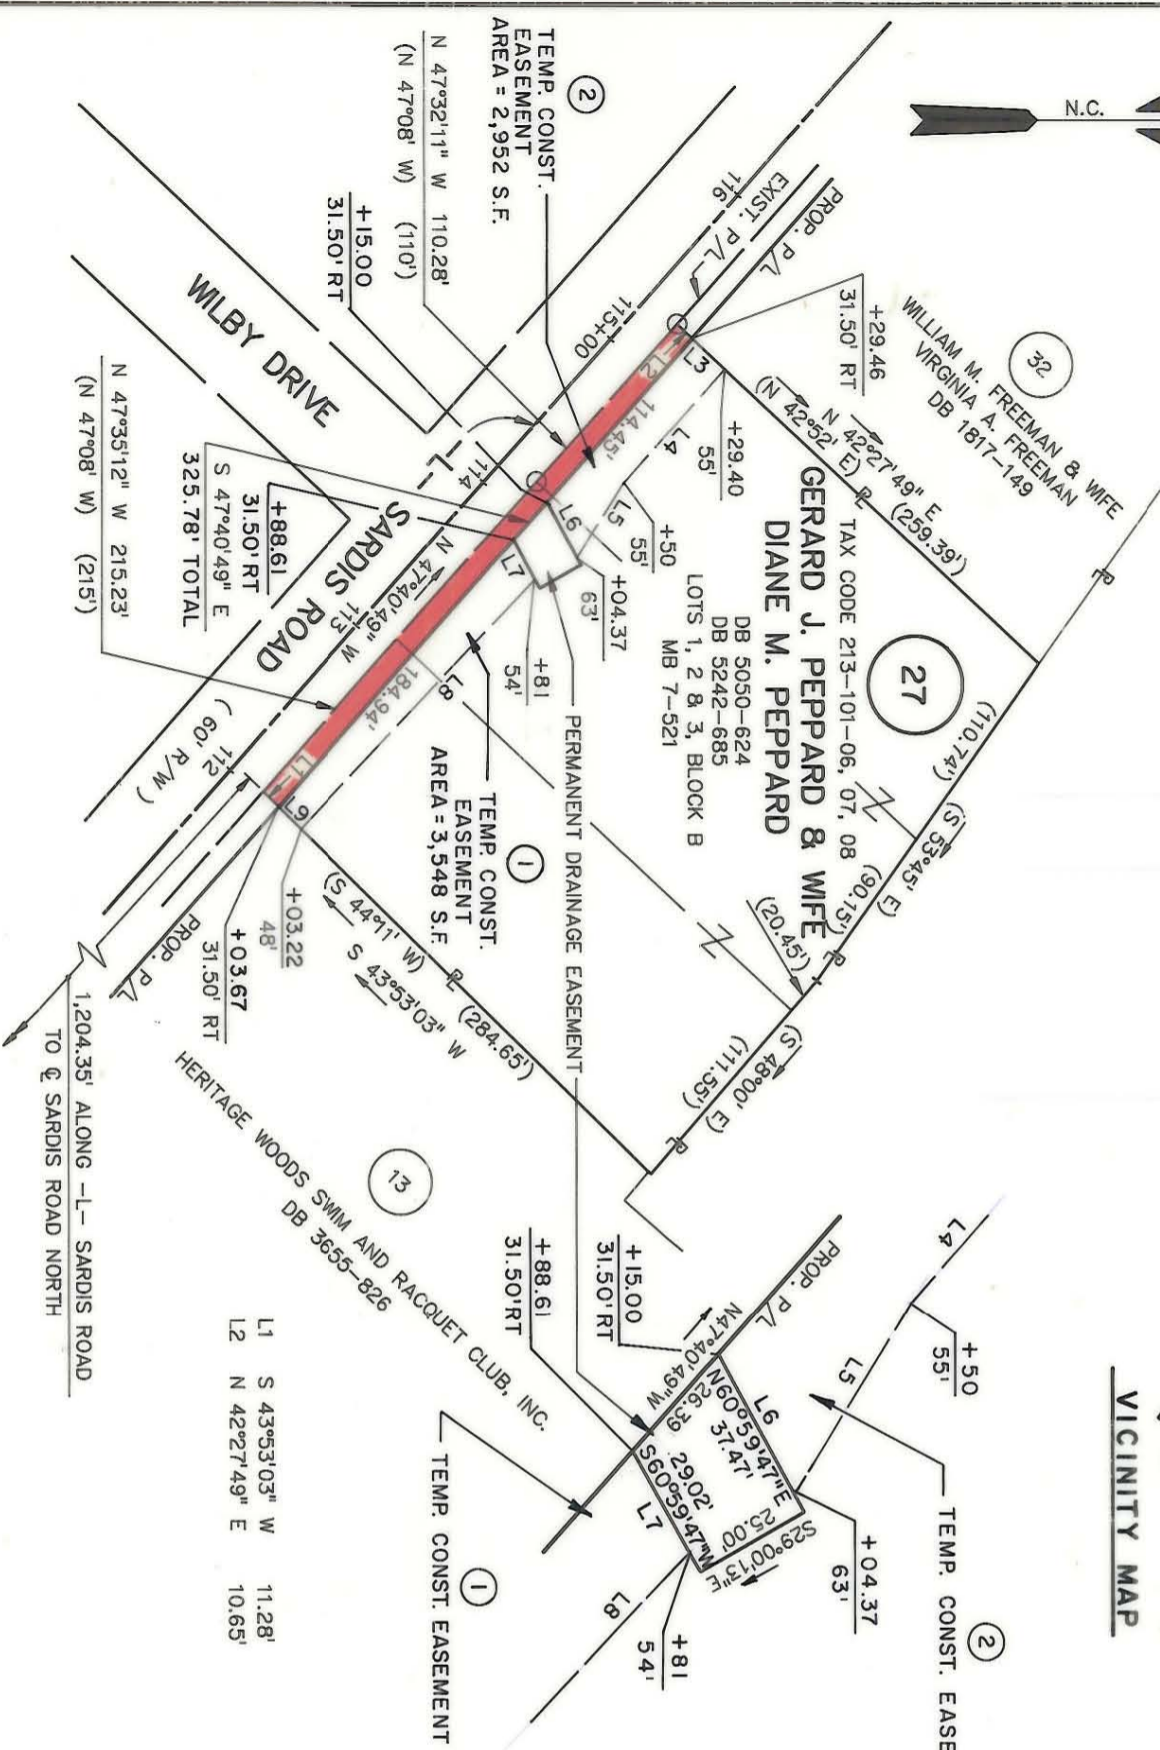 N.C.
VICINITY MAP
32
WILLIAM M. FREEMAN & WIFE
VIRGINIA A. FREEMAN
DB 1817-149
PROP. P/L
EXIST. P/L
116
115+00
114
113
112
2
TEMP. CONST.
EASEMENT
AREA = 2,952 S.F.
N 47°32'11" W 110.28'
(N 47°08' W) (110')
+15.00
31.50' RT
WILBY DRIVE
N 47°35'12" W 215.23'
(N 47°08' W) (215')
S 47°40'49" E
325.78' TOTAL
+88.61
31.50' RT
L
SARDIS ROAD
( 60' R/W )
+29.46
31.50' RT
L3
L2
114.45'
L4
+29.40
55'
L5
+50
55'
L6
L7
+04.37
63'
+81
54'
N 47°40'49" W
184.94'
L8
L1
L9
N 42°27'49" E
(N 42°52' E)
(259.39')
TAX CODE 213-101-06, 07, 08
GERARD J. PEPPARD & WIFE
DIANE M. PEPPARD
DB 5050-624
DB 5242-685
LOTS 1, 2 & 3, BLOCK B
MB 7-521
27
(110.74')
(S 53°45' E)
(90.15')
(20.45')
(S 48°00' E)
(111.55')
PERMANENT DRAINAGE EASEMENT
1
TEMP. CONST.
EASEMENT
AREA = 3,548 S.F.
(S 44°11' W)
S 43°53'03" W
(284.65')
+03.22
48'
+03.67
31.50' RT
PROP. P/L
1,204.35' ALONG -L- SARDIS ROAD
TO ℄ SARDIS ROAD NORTH
HERITAGE WOODS SWIM AND RACQUET CLUB, INC.
DB 3655-826
13
L1 S 43°53'03" W 11.28'
L2 N 42°27'49" E 10.65'
PROP. P/L
L4
+50
55'
L5
2
TEMP. CONST. EASE
+15.00
31.50' RT
+88.61
31.50'RT
N47°40'49"W
26.39
L6
N60°59'47"E
37.47'
29.02'
S60°59'47"W
L7
25.00'
S29°00'13"E
+04.37
63'
+81
54'
L8
1
TEMP. CONST. EASEMENT